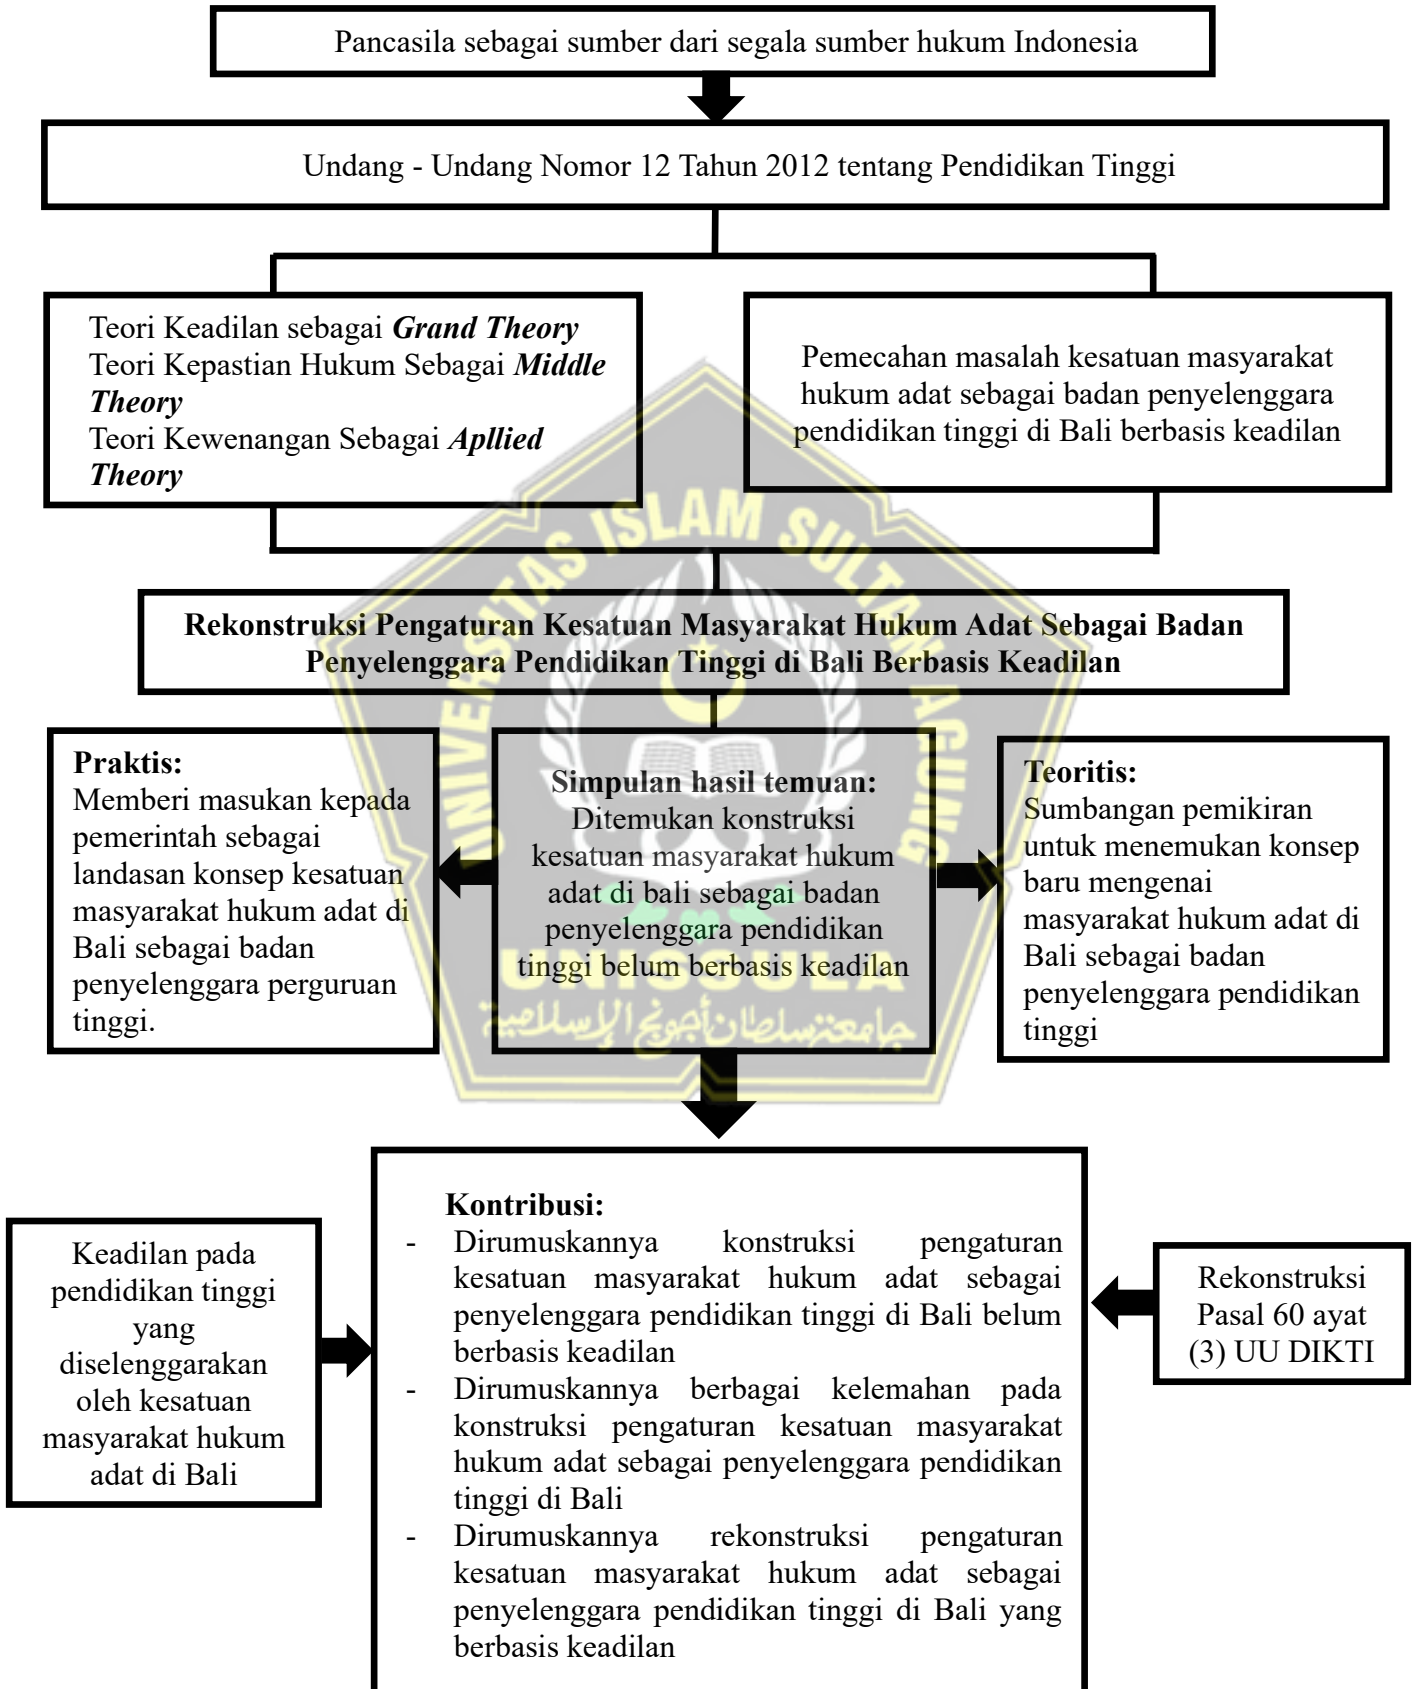 Pancasila sebagai sumber dari segala sumber hukum Indonesia
Undang - Undang Nomor 12 Tahun 2012 tentang Pendidikan Tinggi
Teori Keadilan sebagai Grand Theory
Teori Kepastian Hukum Sebagai Middle
Theory
Teori Kewenangan Sebagai Apllied
Theory
Pemecahan masalah kesatuan masyarakat
hukum adat sebagai badan penyelenggara
pendidikan tinggi di Bali berbasis keadilan
UNIVERSITAS ISLAM SULTAN AGUNG
Rekonstruksi Pengaturan Kesatuan Masyarakat Hukum Adat Sebagai Badan
Penyelenggara Pendidikan Tinggi di Bali Berbasis Keadilan
Praktis:
Memberi masukan kepada
pemerintah sebagai
landasan konsep kesatuan
masyarakat hukum adat di
Bali sebagai badan
penyelenggara perguruan
tinggi.
Simpulan hasil temuan:
Ditemukan konstruksi
kesatuan masyarakat hukum
adat di bali sebagai badan
penyelenggara pendidikan
tinggi belum berbasis keadilan
Teoritis:
Sumbangan pemikiran
untuk menemukan konsep
baru mengenai
masyarakat hukum adat di
Bali sebagai badan
penyelenggara pendidikan
tinggi
UNISSULA
جامعتسلطان أجونج الإسلامية
Keadilan pada
pendidikan tinggi
yang
diselenggarakan
oleh kesatuan
masyarakat hukum
adat di Bali
Kontribusi:
- Dirumuskannya konstruksi pengaturan
kesatuan masyarakat hukum adat sebagai
penyelenggara pendidikan tinggi di Bali belum
berbasis keadilan
- Dirumuskannya berbagai kelemahan pada
konstruksi pengaturan kesatuan masyarakat
hukum adat sebagai penyelenggara pendidikan
tinggi di Bali
- Dirumuskannya rekonstruksi pengaturan
kesatuan masyarakat hukum adat sebagai
penyelenggara pendidikan tinggi di Bali yang
berbasis keadilan
Rekonstruksi
Pasal 60 ayat
(3) UU DIKTI